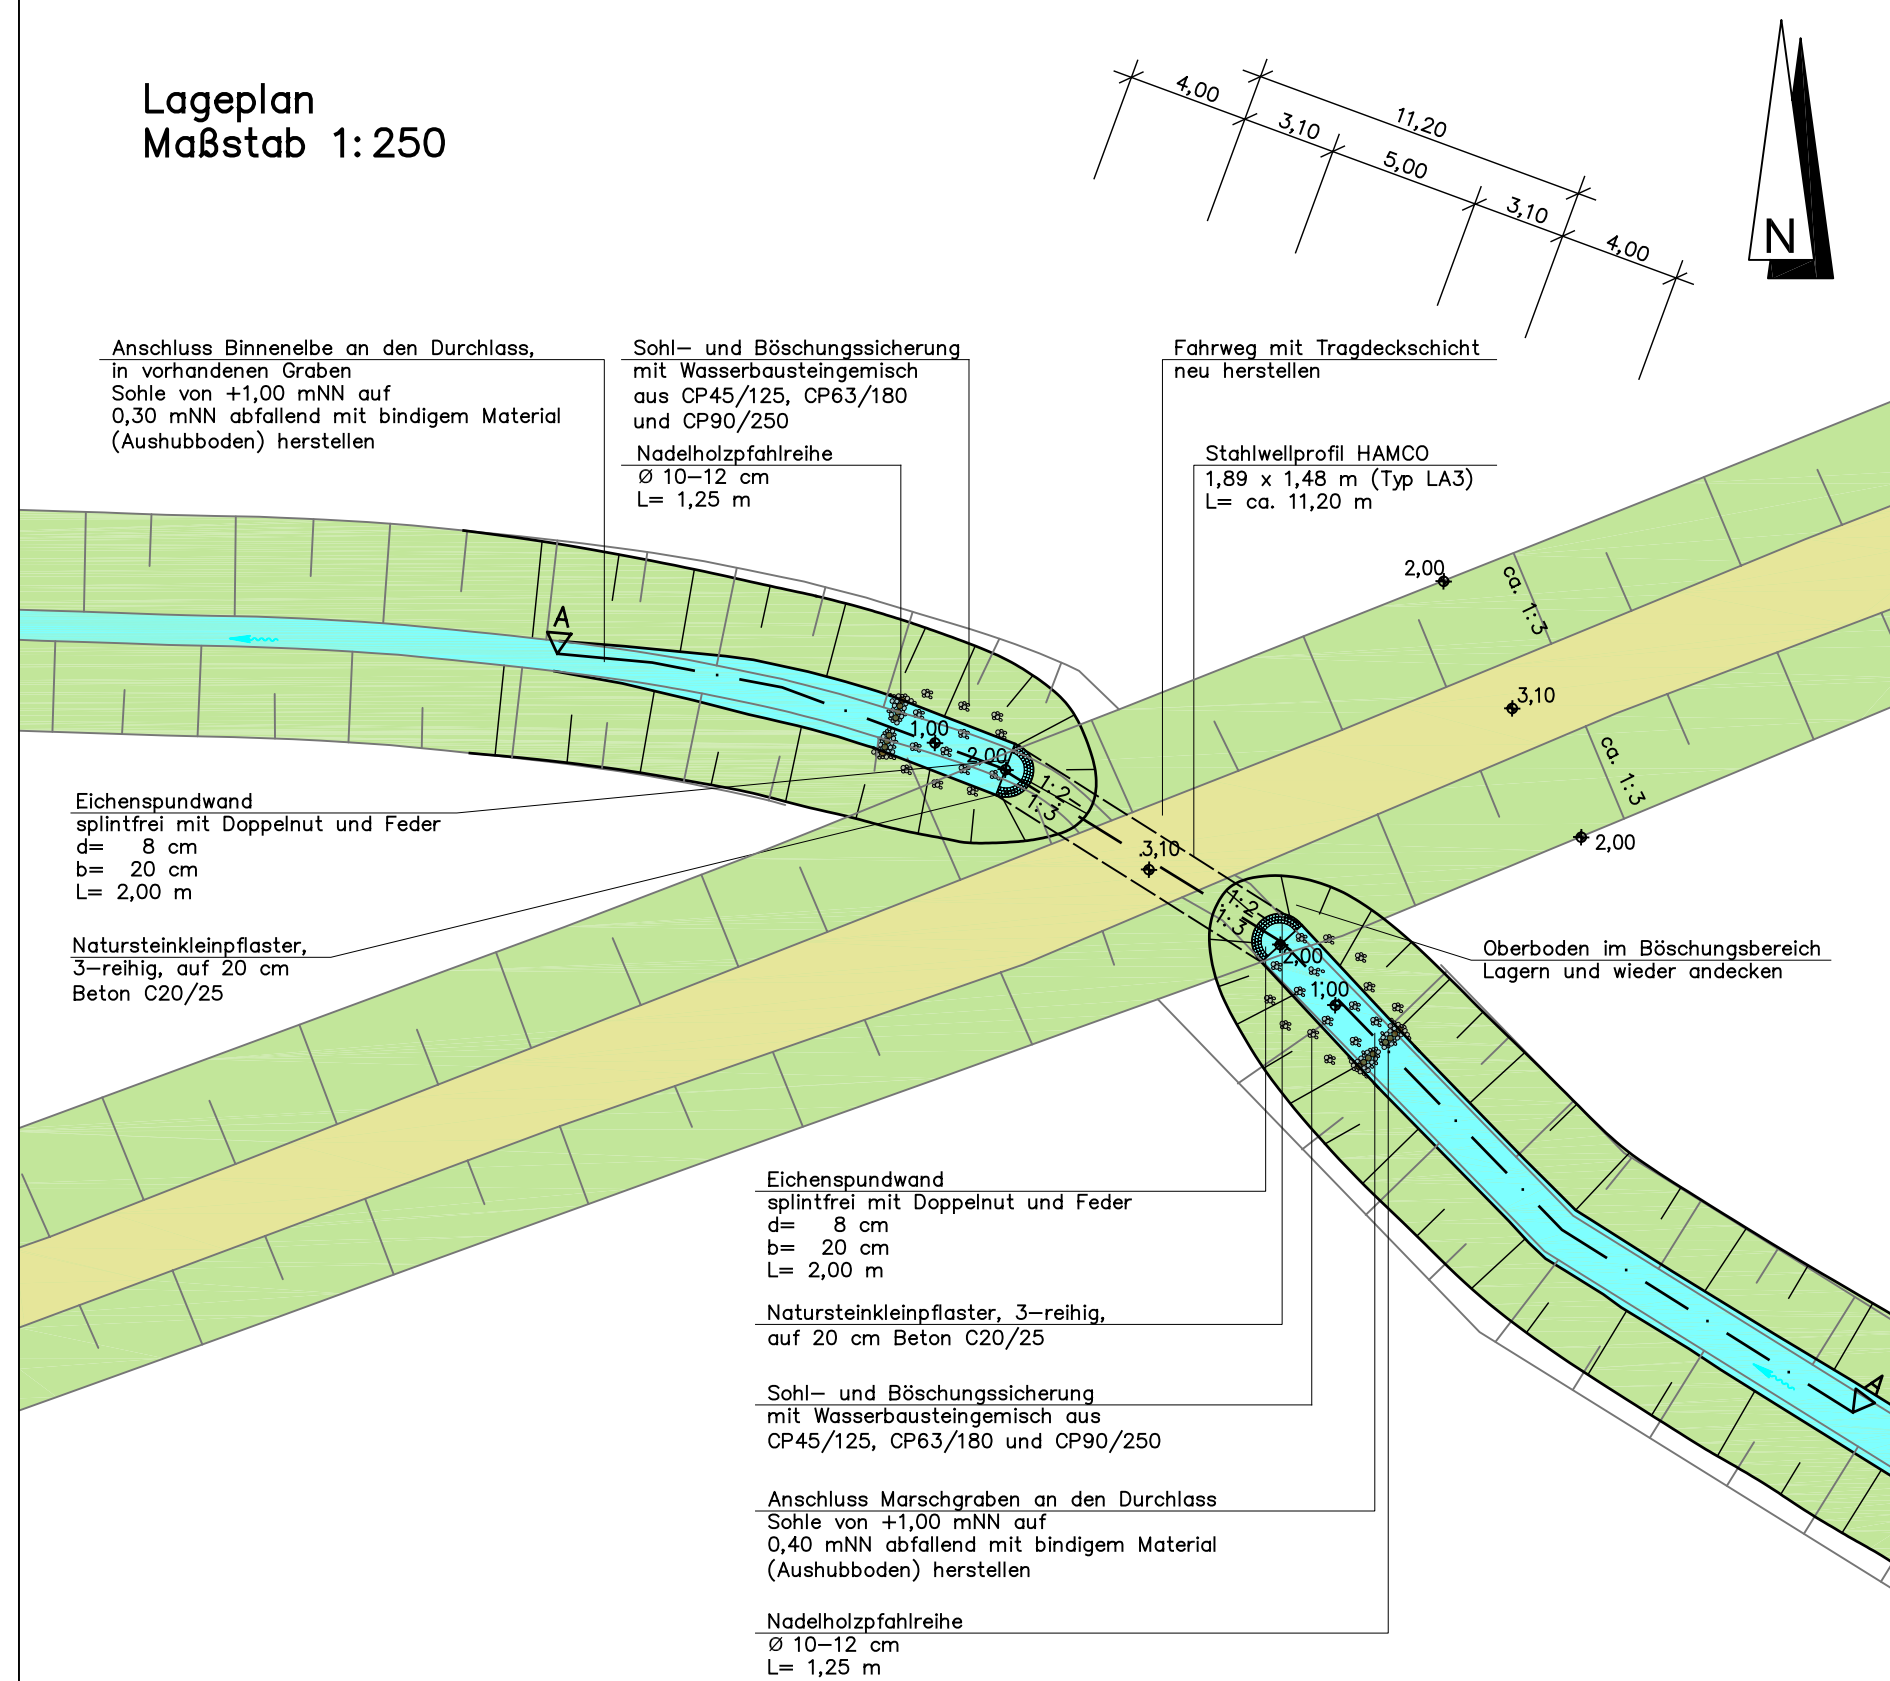 Lageplan
Maßstab 1:250
4,00
3,10
11,20
5,00
3,10
4,00
N
Anschluss Binnenelbe an den Durchlass,
in vorhandenen Graben
Sohle von +1,00 mNN auf
0,30 mNN abfallend mit bindigem Material
(Aushubboden) herstellen
Sohl- und Böschungssicherung
mit Wasserbausteingemisch
aus CP45/125, CP63/180
und CP90/250
Nadelholzpfahlreihe
Ø 10-12 cm
L= 1,25 m
Fahrweg mit Tragdeckschicht
neu herstellen
Stahlwellprofil HAMCO
1,89 x 1,48 m (Typ LA3)
L= ca. 11,20 m
2,00
ca. 1:3
A
3,10
1,00
2,00
1:2
1:3
ca. 1:3
2,00
3,10
Eichenspundwand
splintfrei mit Doppelnut und Feder
d= 8 cm
b= 20 cm
L= 2,00 m
1:2
1:3
2,00
1,00
Natursteinkleinpflaster,
3-reihig, auf 20 cm
Beton C20/25
Oberboden im Böschungsbereich
Lagern und wieder andecken
Eichenspundwand
splintfrei mit Doppelnut und Feder
d= 8 cm
b= 20 cm
L= 2,00 m
Natursteinkleinpflaster, 3-reihig,
auf 20 cm Beton C20/25
A
Sohl- und Böschungssicherung
mit Wasserbausteingemisch aus
CP45/125, CP63/180 und CP90/250
Anschluss Marschgraben an den Durchlass
Sohle von +1,00 mNN auf
0,40 mNN abfallend mit bindigem Material
(Aushubboden) herstellen
Nadelholzpfahlreihe
Ø 10-12 cm
L= 1,25 m